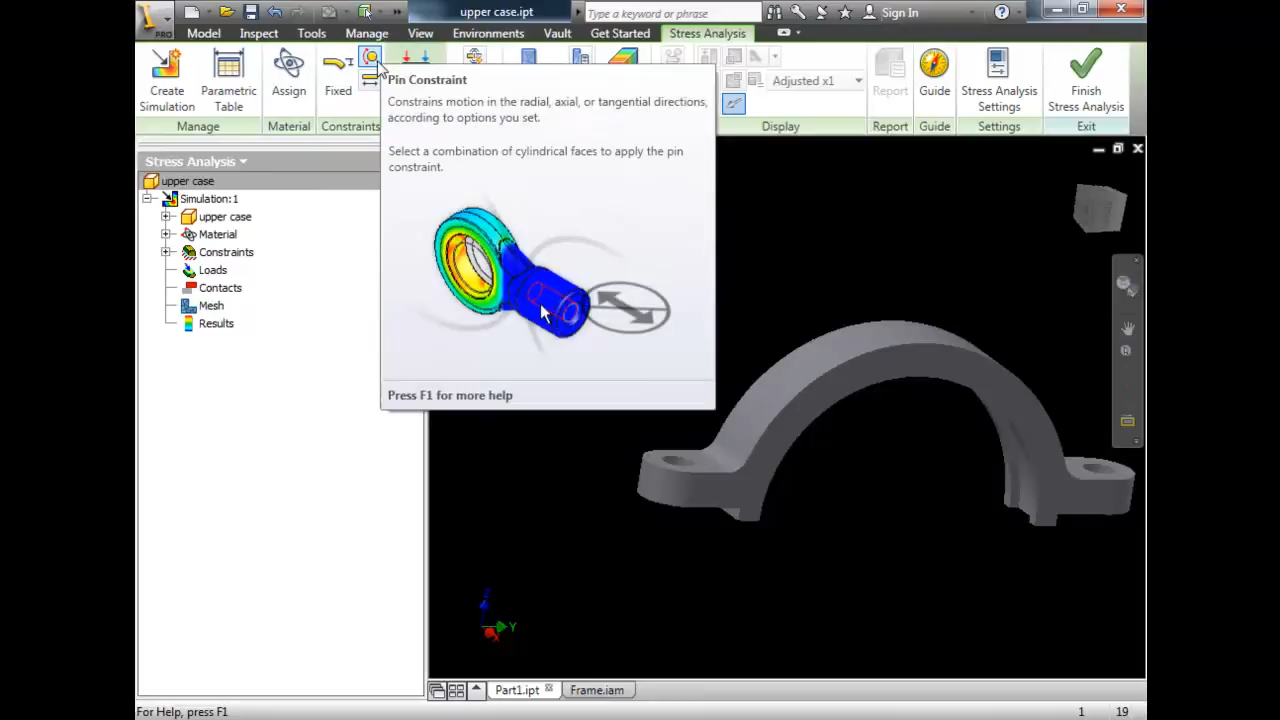 upper case.ipt
Type a keyword or phrase
Sign In
PRO
Model
Inspect
Tools
Manage
View
Environments
Vault
Get Started
Stress Analysis
Create
Simulation
Parametric
Table
Assign
Fixed
Adjusted x1
Report
Guide
Stress Analysis
Settings
Finish
Stress Analysis
Manage
Material
Constraints
Display
Report
Guide
Settings
Exit
Pin Constraint
Constrains motion in the radial, axial, or tangential directions,
according to options you set.
Select a combination of cylindrical faces to apply the pin
constraint.
Press F1 for more help
Stress Analysis
upper case
Simulation:1
upper case
Material
Constraints
Loads
Contacts
Mesh
Results
Z
Y
X
Part1.ipt
Frame.iam
For Help, press F1
1
19